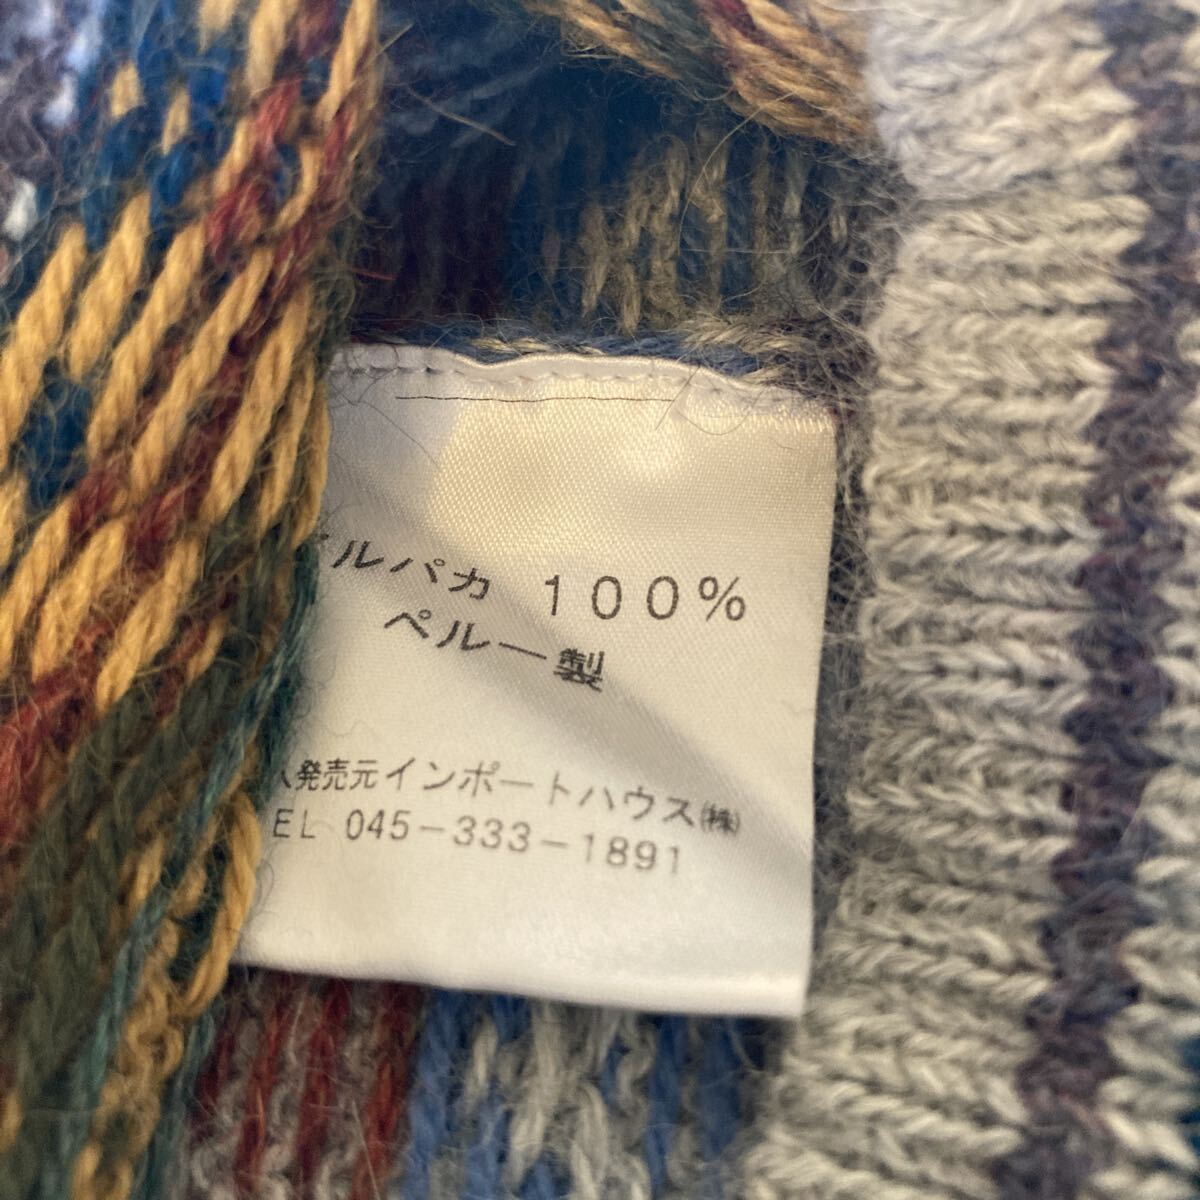 アルパカ 100%
ペルー製
入発売元インポートハウス㈱
EL 045-333-1891